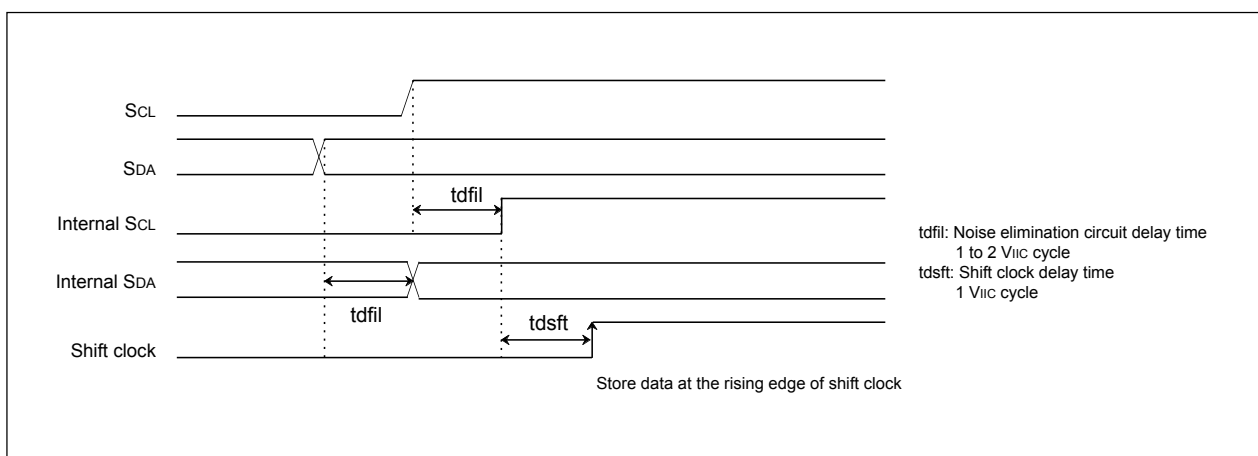 SCL
SDA
tdfil
Internal SCL
tdfil: Noise elimination circuit delay time
1 to 2 VIIC cycle
tdsft: Shift clock delay time
1 VIIC cycle
Internal SDA
tdfil
tdsft
Shift clock
Store data at the rising edge of shift clock